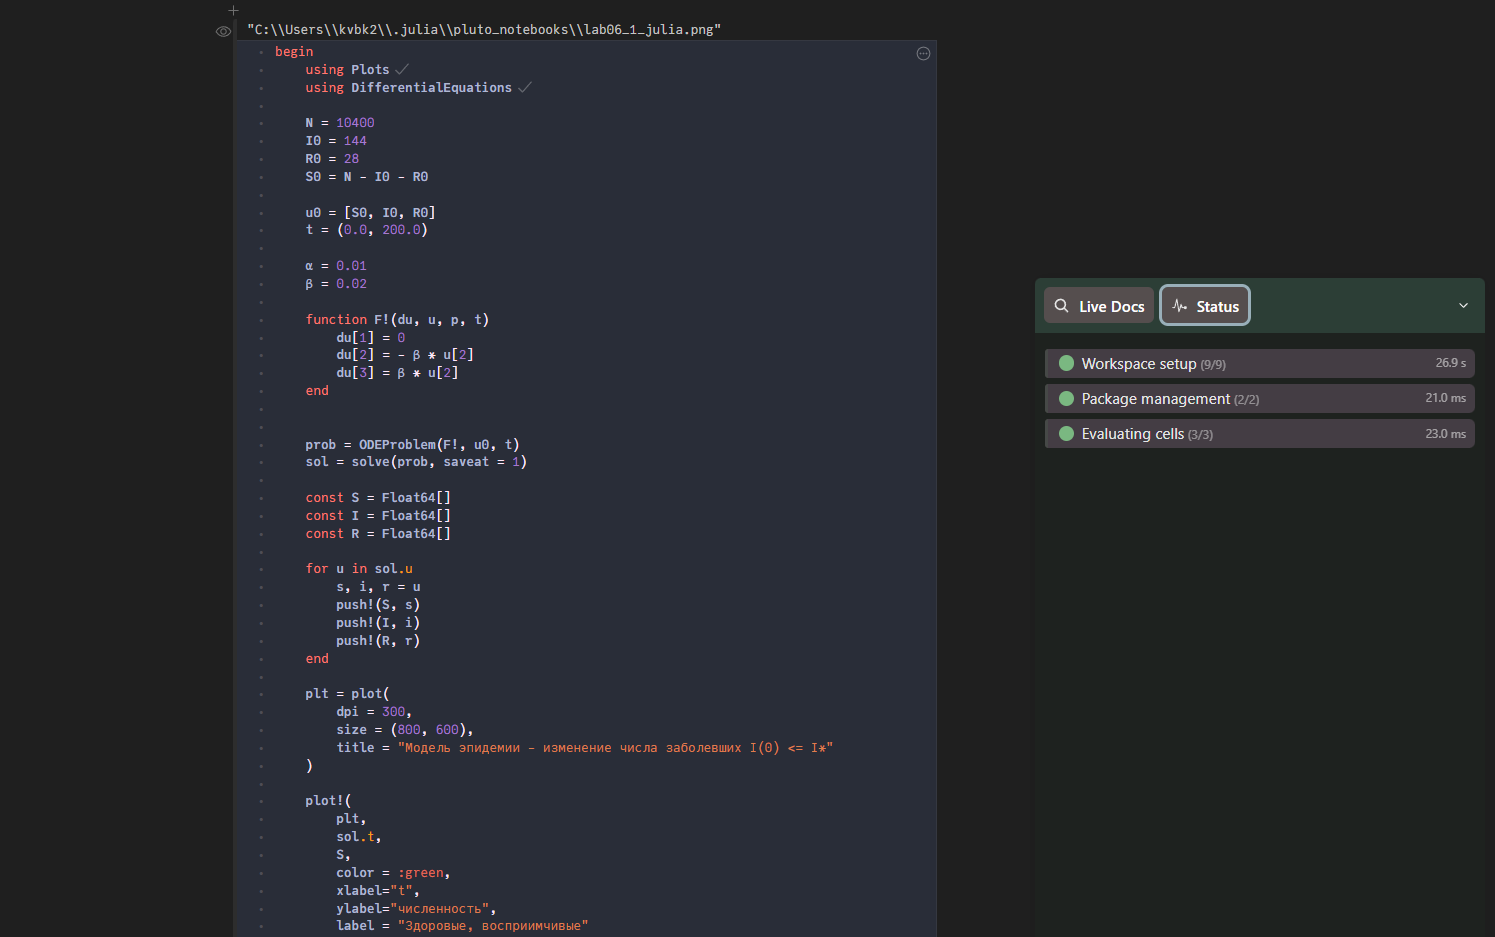 "C:\\Users\\kvbk2\\.julia\\pluto_notebooks\\lab06_1_julia.png"
begin
using Plots
using DifferentialEquations
N = 10400
I0 = 144
R0 = 28
S0 = N - I0 - R0
u0 = [S0, I0, R0]
t = (0.0, 200.0)
α = 0.01
β = 0.02
function F!(du, u, p, t)
du[1] = 0
du[2] = - β * u[2]
du[3] = β * u[2]
end
prob = ODEProblem(F!, u0, t)
sol = solve(prob, saveat = 1)
const S = Float64[]
const I = Float64[]
const R = Float64[]
for u in sol.u
s, i, r = u
push!(S, s)
push!(I, i)
push!(R, r)
end
plt = plot(
dpi = 300,
size = (800, 600),
title = "Модель эпидемии - изменение числа заболевших I(0) <= I*"
)
plot!(
plt,
sol.t,
S,
color = :green,
xlabel="t",
ylabel="численность",
label = "Здоровые, восприимчивые"
Live Docs
Status
Workspace setup (9/9) 26.9 s
Package management (2/2) 21.0 ms
Evaluating cells (3/3) 23.0 ms